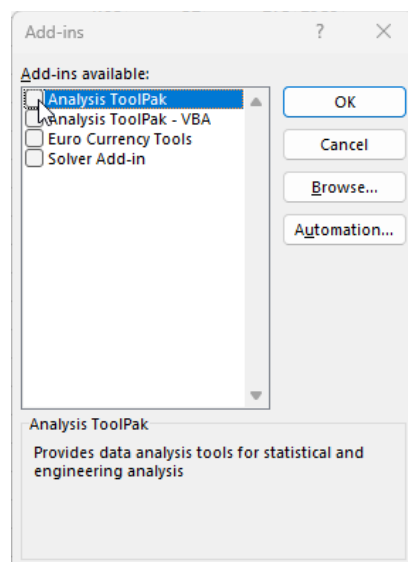 Add-ins
?
Add-ins available:
Analysis ToolPak
Analysis ToolPak - VBA
Euro Currency Tools
Solver Add-in
OK
Cancel
Browse...
Automation...
Analysis ToolPak
Provides data analysis tools for statistical and
engineering analysis